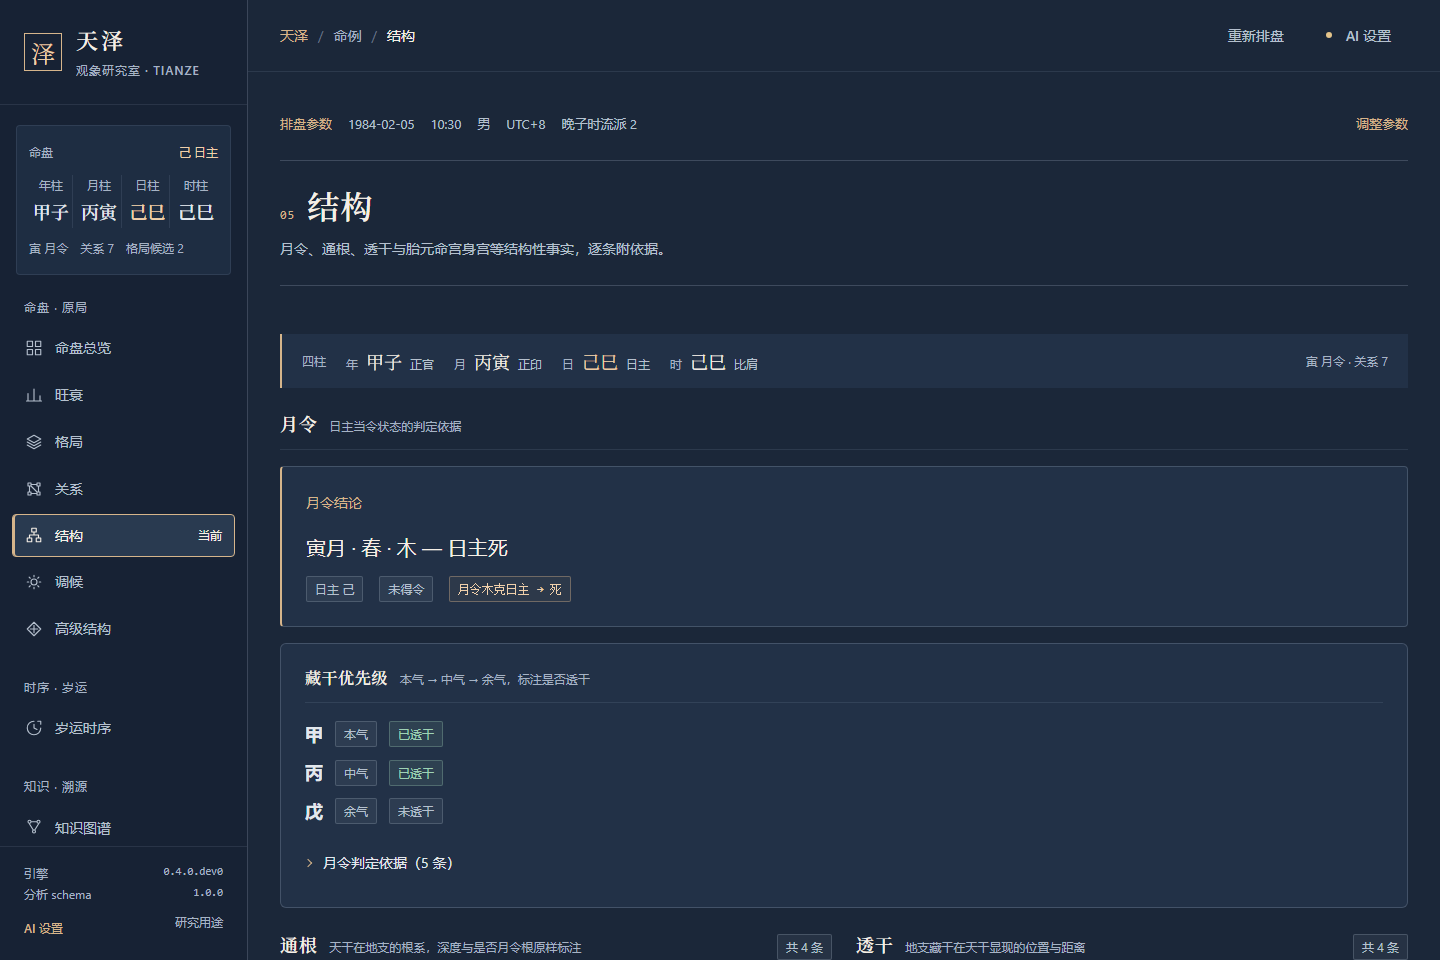 泽
天泽
观象研究室 · TIANZE
命盘 己 日主
年柱 月柱 日柱 时柱
甲子 丙寅 己巳 己巳
寅 月令 关系 7 格局候选 2
命盘 · 原局
命盘总览
旺衰
格局
关系
结构 当前
调候
高级结构
时序 · 岁运
岁运时序
知识 · 溯源
知识图谱
引擎 0.4.0.dev0
分析 schema 1.0.0
AI 设置 研究用途
天泽 / 命例 / 结构
重新排盘 AI 设置
排盘参数 1984-02-05 10:30 男 UTC+8 晚子时流派 2 调整参数
05 结构
月令、通根、透干与胎元命宫身宫等结构性事实，逐条附依据。
四柱 年 甲子 正官 月 丙寅 正印 日 己巳 日主 时 己巳 比肩 寅 月令 · 关系 7
月令 日主当令状态的判定依据
月令结论
寅月 · 春 · 木 — 日主死
日主 己 未得令 月令木克日主 → 死
藏干优先级 本气 → 中气 → 余气，标注是否透干
甲 本气 已透干
丙 中气 已透干
戊 余气 未透干
月令判定依据（5 条）
通根 天干在地支的根系，深度与是否月令根原样标注 共 4 条
透干 地支藏干在天干显现的位置与距离 共 4 条